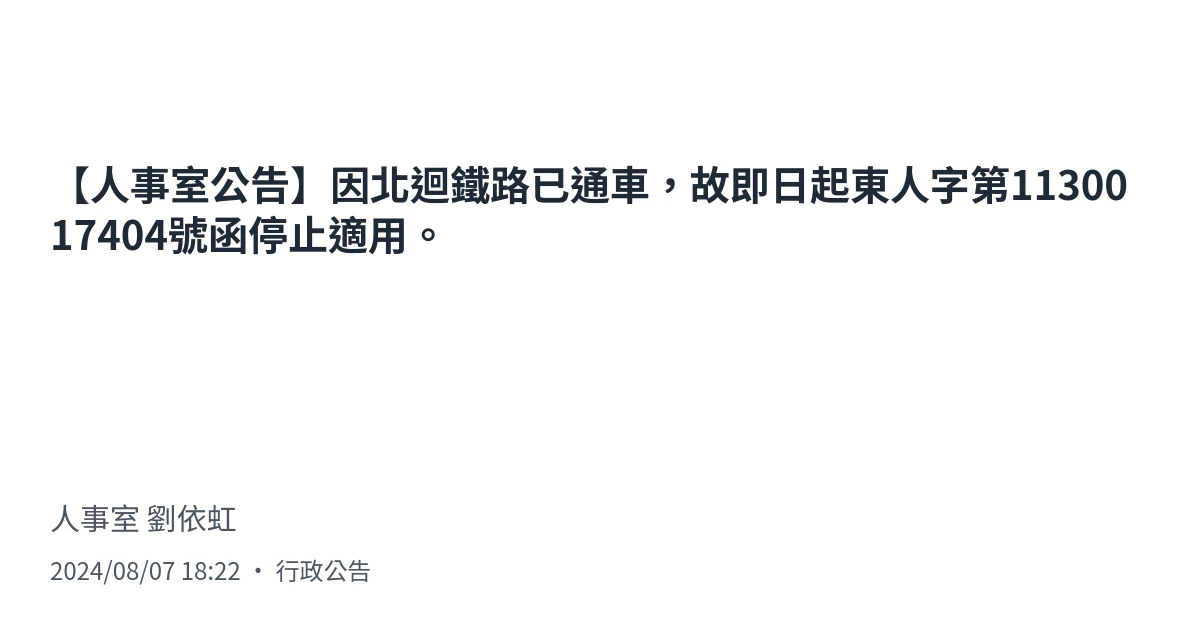 【人事室公告】因北迴鐵路已通車，故即日起東人字第11300
17404號函停止適用。
人事室 劉依虹
2024/08/07 18:22 • 行政公告